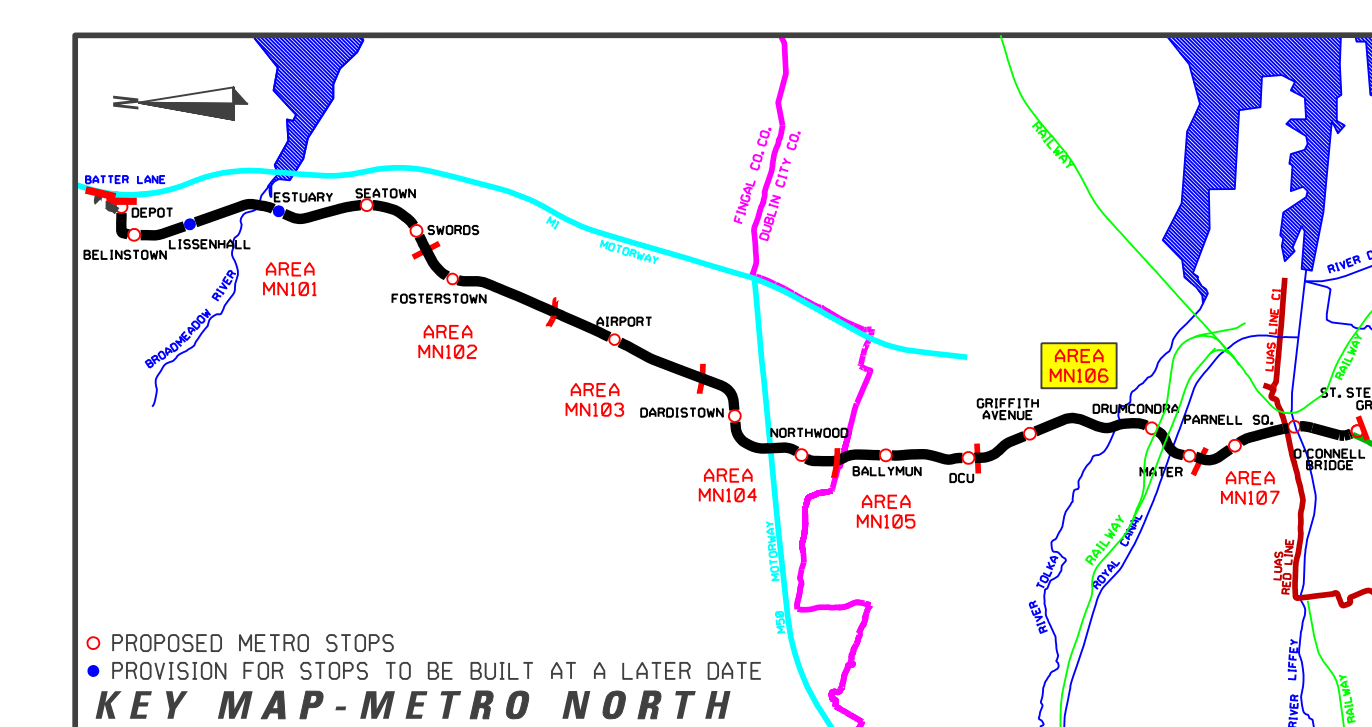 N
BATTER LANE
DEPOT
BELINSTOWN
LISSENHALL
ESTUARY
SEATOWN
SWORDS
FOSTERSTOWN
BROADMEADOW RIVER
AREA
MN101
AREA
MN102
M1
MOTORWAY
AIRPORT
AREA
MN103
DARDISTOWN
FINGAL CO. CO.
DUBLIN CITY CO.
NORTHWOOD
AREA
MN104
MOTORWAY
M50
BALLYMUN
AREA
MN105
DCU
GRIFFITH
AVENUE
AREA
MN106
RAILWAY
DRUMCONDRA
MATER
PARNELL SO.
AREA
MN107
O'CONNELL
BRIDGE
LUAS LINE C1
RIVER
RAILWAY
RAILWAY
ROYAL CANAL
RIVER TOLKA
LUAS
RED LINE
RIVER LIFFEY
RAILWAY
PROPOSED METRO STOPS
PROVISION FOR STOPS TO BE BUILT AT A LATER DATE
KEY MAP-METRO NORTH